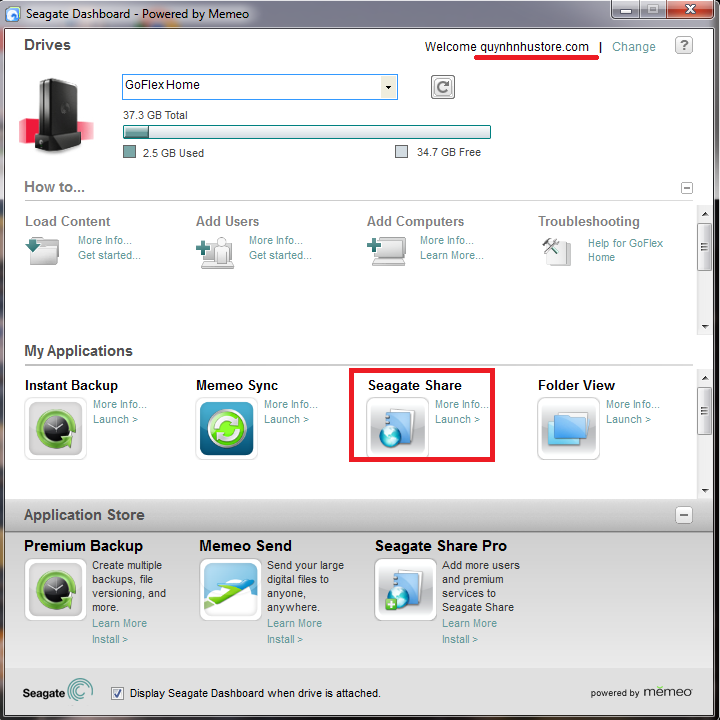 Seagate Dashboard - Powered by Memeo
Drives
Welcome quynhnhustore.com | Change ?
GoFlex Home
37.3 GB Total
2.5 GB Used 34.7 GB Free
How to...
Load Content Add Users Add Computers Troubleshooting
More Info... More Info... More Info... Help for GoFlex
Get started... Get started... Learn More... Home
My Applications
Instant Backup Memeo Sync Seagate Share Folder View
More Info... More Info... More Info... More Info...
Launch > Launch > Launch > Launch >
Application Store
Premium Backup Memeo Send Seagate Share Pro
Create multiple Send your large Add more users
backups, file digital files to and premium
versioning, and anyone, services to
more. anywhere. Seagate Share
Learn More Learn More Learn More
Install > Install > Install >
Seagate Display Seagate Dashboard when drive is attached. powered by memeo